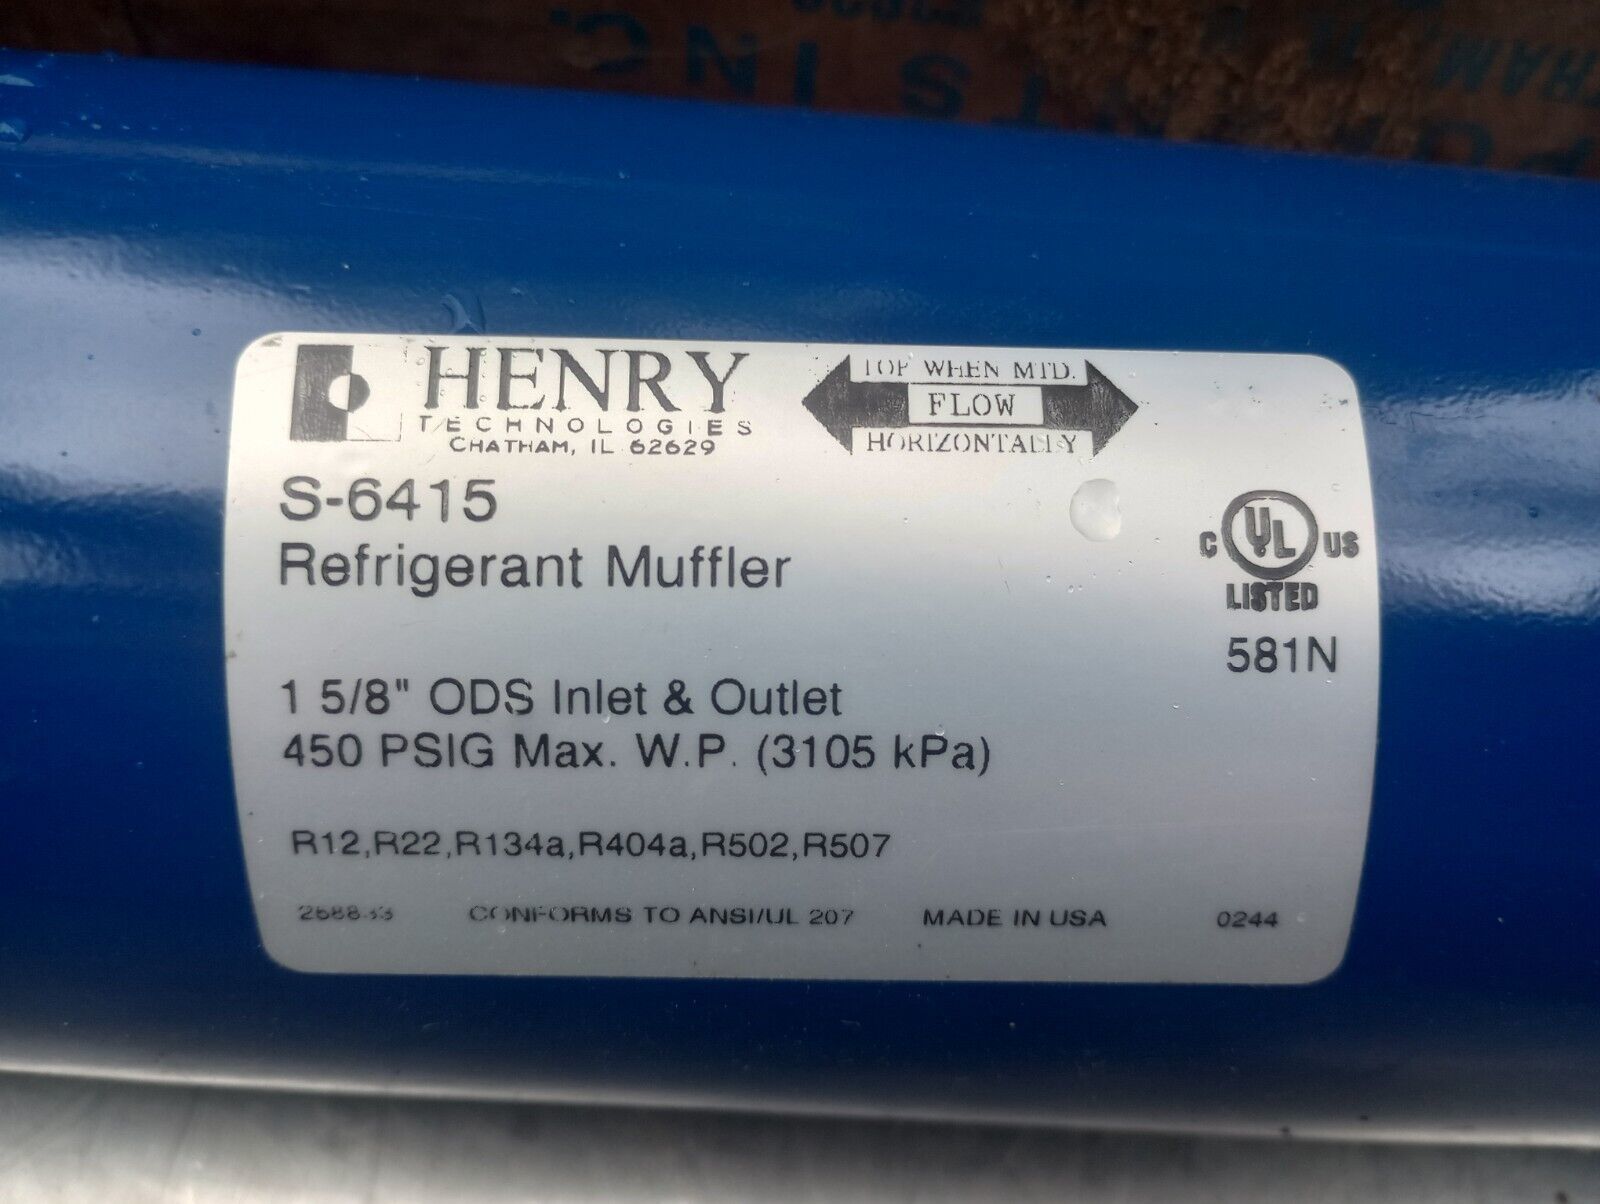 TS INC.
HENRY
TECHNOLOGIES
CHATHAM, IL 62629
TOP WHEN MTD.
FLOW
HORIZONTALLY
S-6415
Refrigerant Muffler
C UL US
LISTED
581N
1 5/8" ODS Inlet & Outlet
450 PSIG Max. W.P. (3105 kPa)
R12,R22,R134a,R404a,R502,R507
CONFORMS TO ANSI/UL 207 MADE IN USA 0244